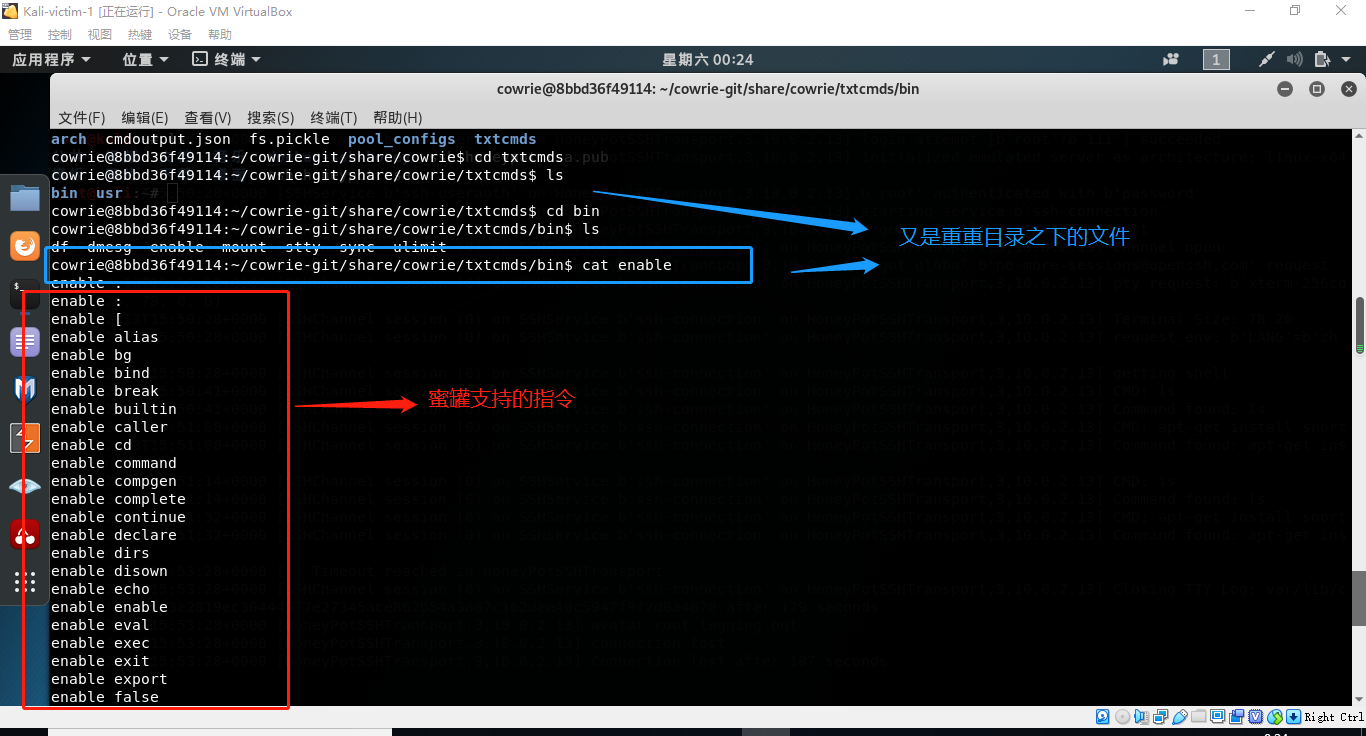 Kali-victim-1 [正在运行] - Oracle VM VirtualBox
管理 控制 视图 热键 设备 帮助
应用程序 位置 终端 星期六 00:24 1
cowrie@8bbd36f49114: ~/cowrie-git/share/cowrie/txtcmds/bin
文件(F) 编辑(E) 查看(V) 搜索(S) 终端(T) 帮助(H)
arch cmdoutput.json fs.pickle pool_configs txtcmds
cowrie@8bbd36f49114:~/cowrie-git/share/cowrie$ cd txtcmds
cowrie@8bbd36f49114:~/cowrie-git/share/cowrie/txtcmds$ ls
bin usr
cowrie@8bbd36f49114:~/cowrie-git/share/cowrie/txtcmds$ cd bin
cowrie@8bbd36f49114:~/cowrie-git/share/cowrie/txtcmds/bin$ ls
又是重重目录之下的文件
df dmesg enable mount stty sync ulimit
cowrie@8bbd36f49114:~/cowrie-git/share/cowrie/txtcmds/bin$ cat enable
enable .
enable :
enable [
enable alias
enable bg
enable bind
enable break
蜜罐支持的指令
enable builtin
enable caller
enable cd
enable command
enable compgen
enable complete
enable continue
enable declare
enable dirs
enable disown
enable echo
enable enable
enable eval
enable exec
enable exit
enable export
enable false
Right Ctrl